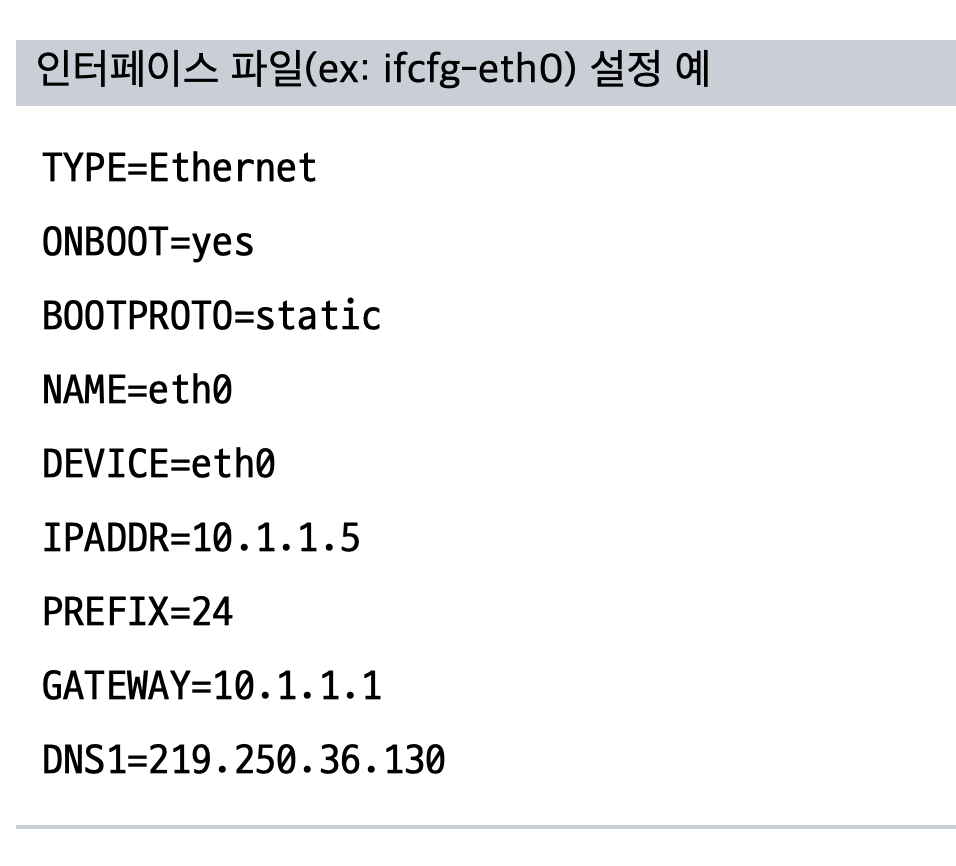 인터페이스 파일(ex: ifcfg-eth0) 설정 예
TYPE=Ethernet
ONBOOT=yes
BOOTPROTO=static
NAME=eth0
DEVICE=eth0
IPADDR=10.1.1.5
PREFIX=24
GATEWAY=10.1.1.1
DNS1=219.250.36.130